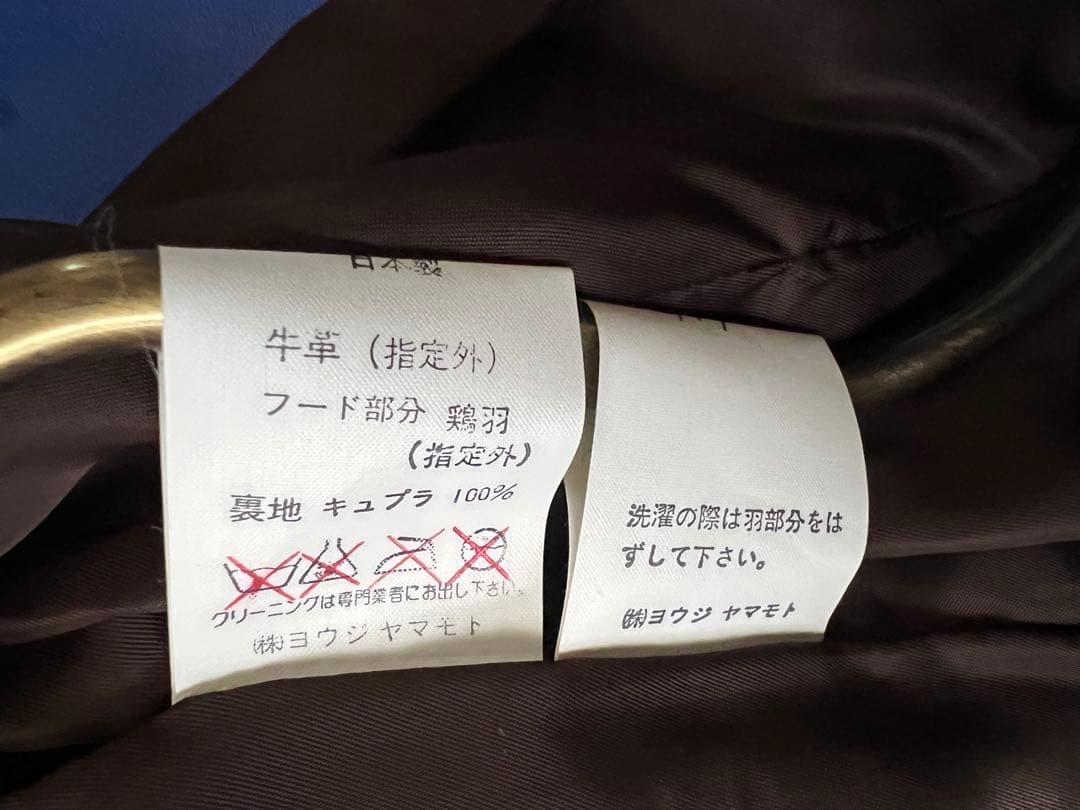 日本製
牛革（指定外）
フード部分 鶏羽
（指定外）
裏地 キュプラ 100%
クリーニングは専門業者にお出し下さい。
㈱ヨウジヤマモト
洗濯の際は羽部分をは
ずして下さい。
㈱ヨウジ ヤマモト